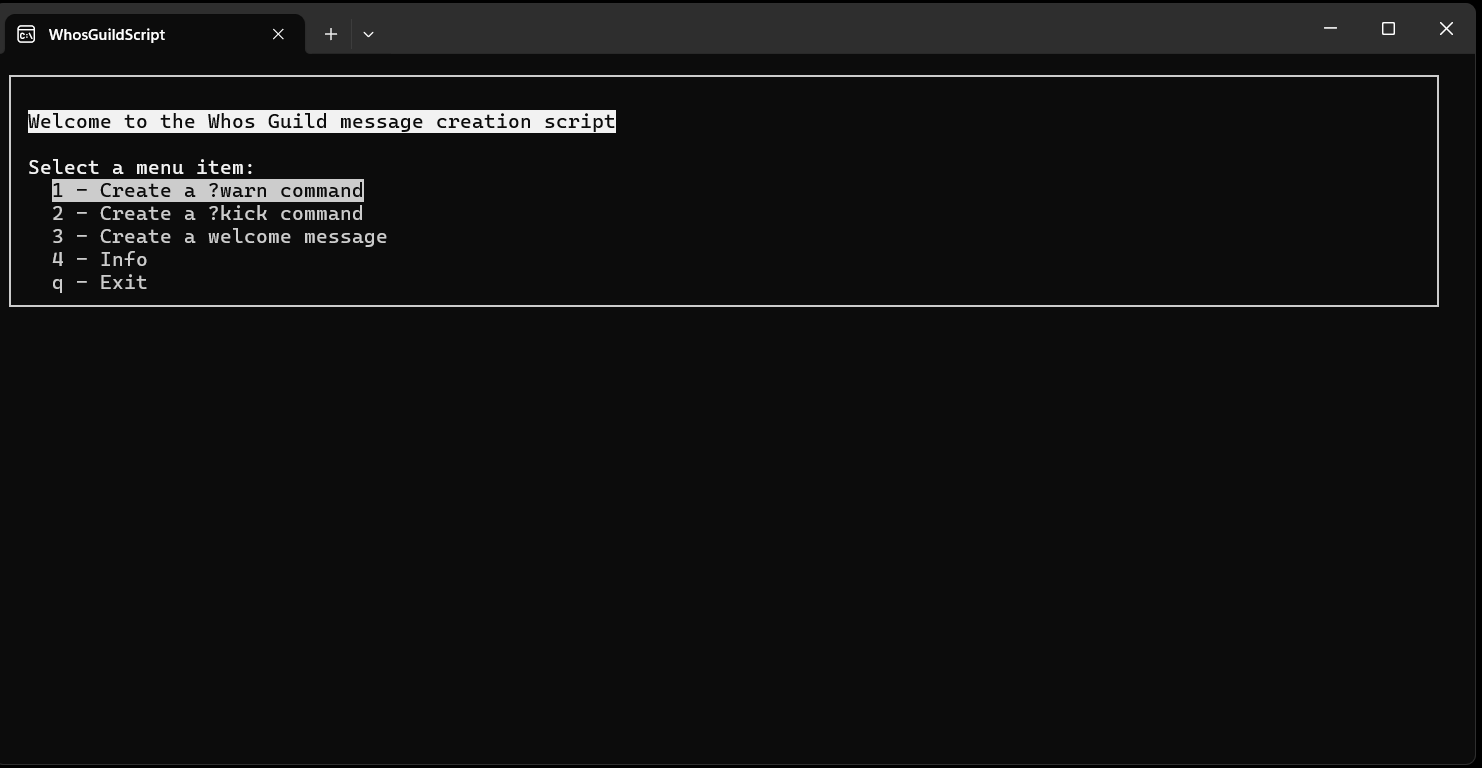 WhosGuildScript
Welcome to the Whos Guild message creation script
Select a menu item:
1 - Create a ?warn command
2 - Create a ?kick command
3 - Create a welcome message
4 - Info
q - Exit